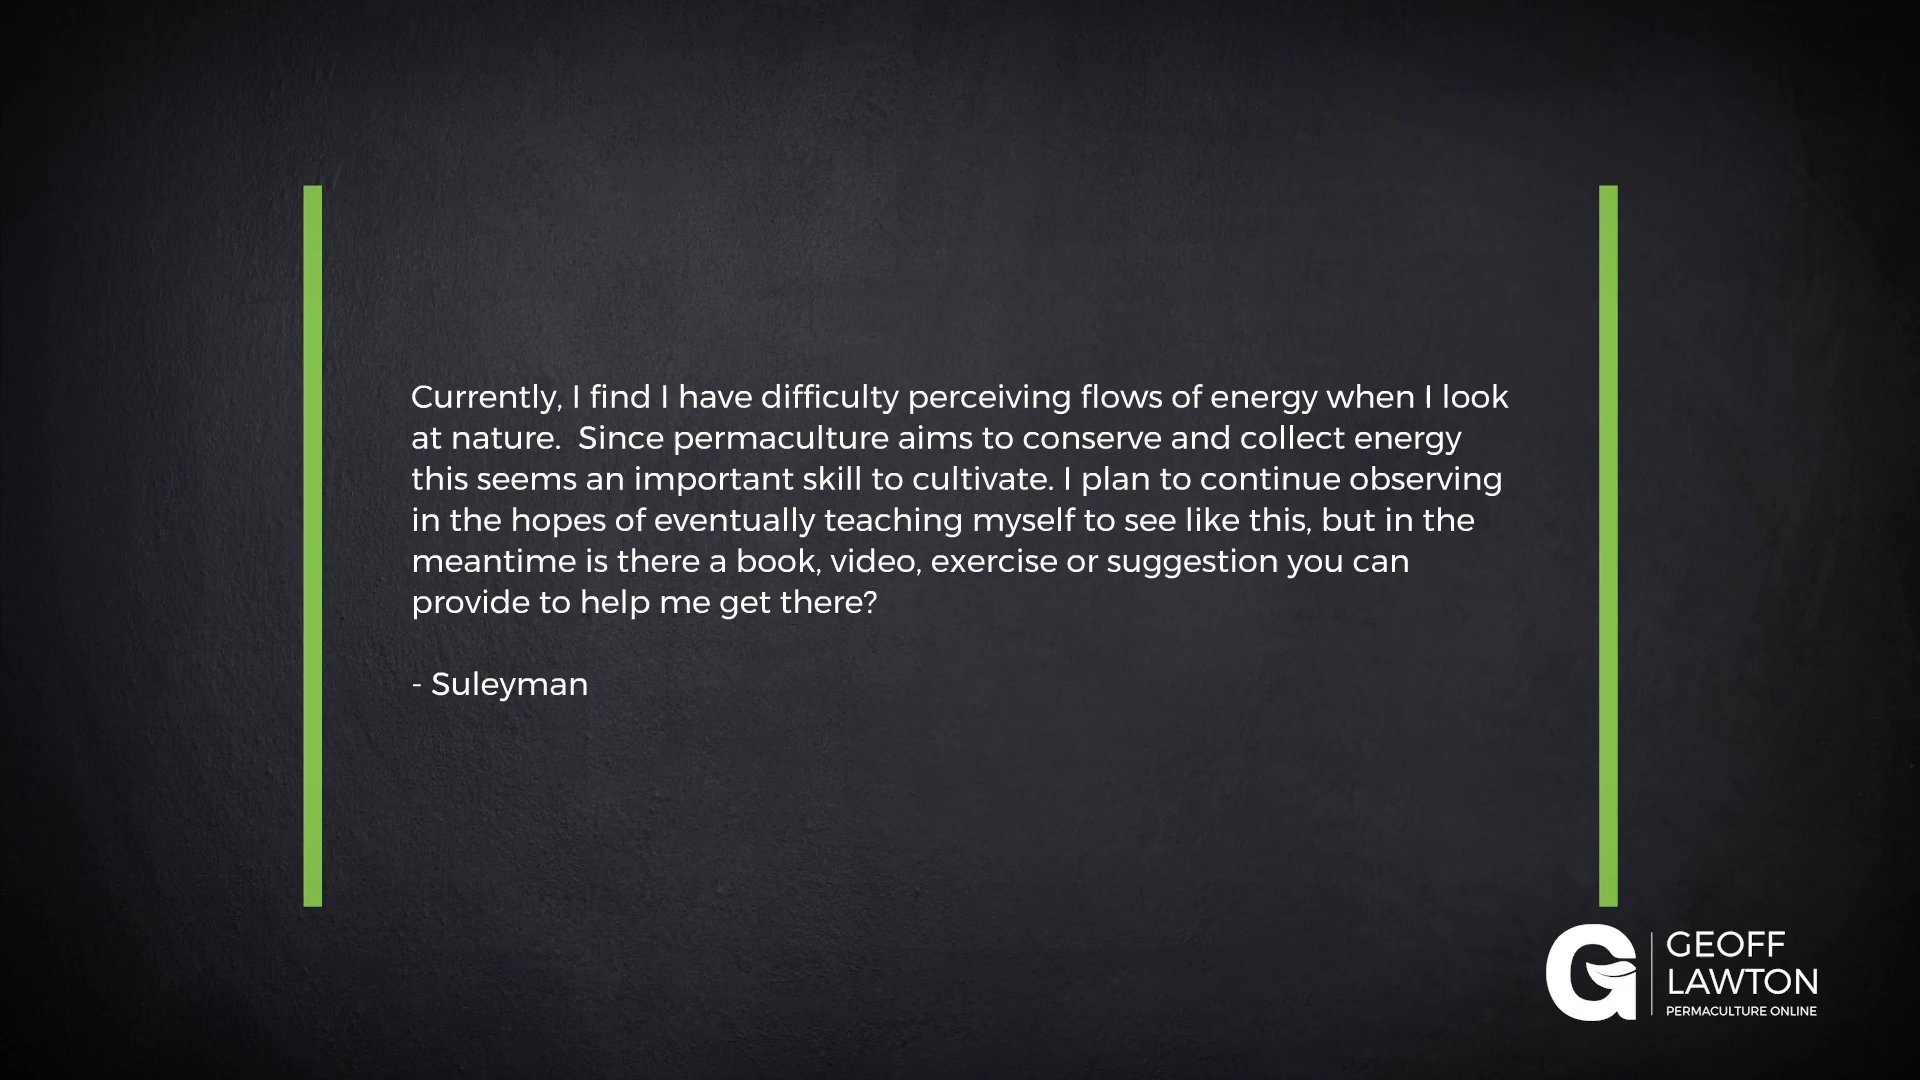 Currently, I find I have difficulty perceiving flows of energy when I look
at nature.  Since permaculture aims to conserve and collect energy
this seems an important skill to cultivate. I plan to continue observing
in the hopes of eventually teaching myself to see like this, but in the
meantime is there a book, video, exercise or suggestion you can
provide to help me get there?
- Suleyman
G
GEOFF
LAWTON
PERMACULTURE ONLINE